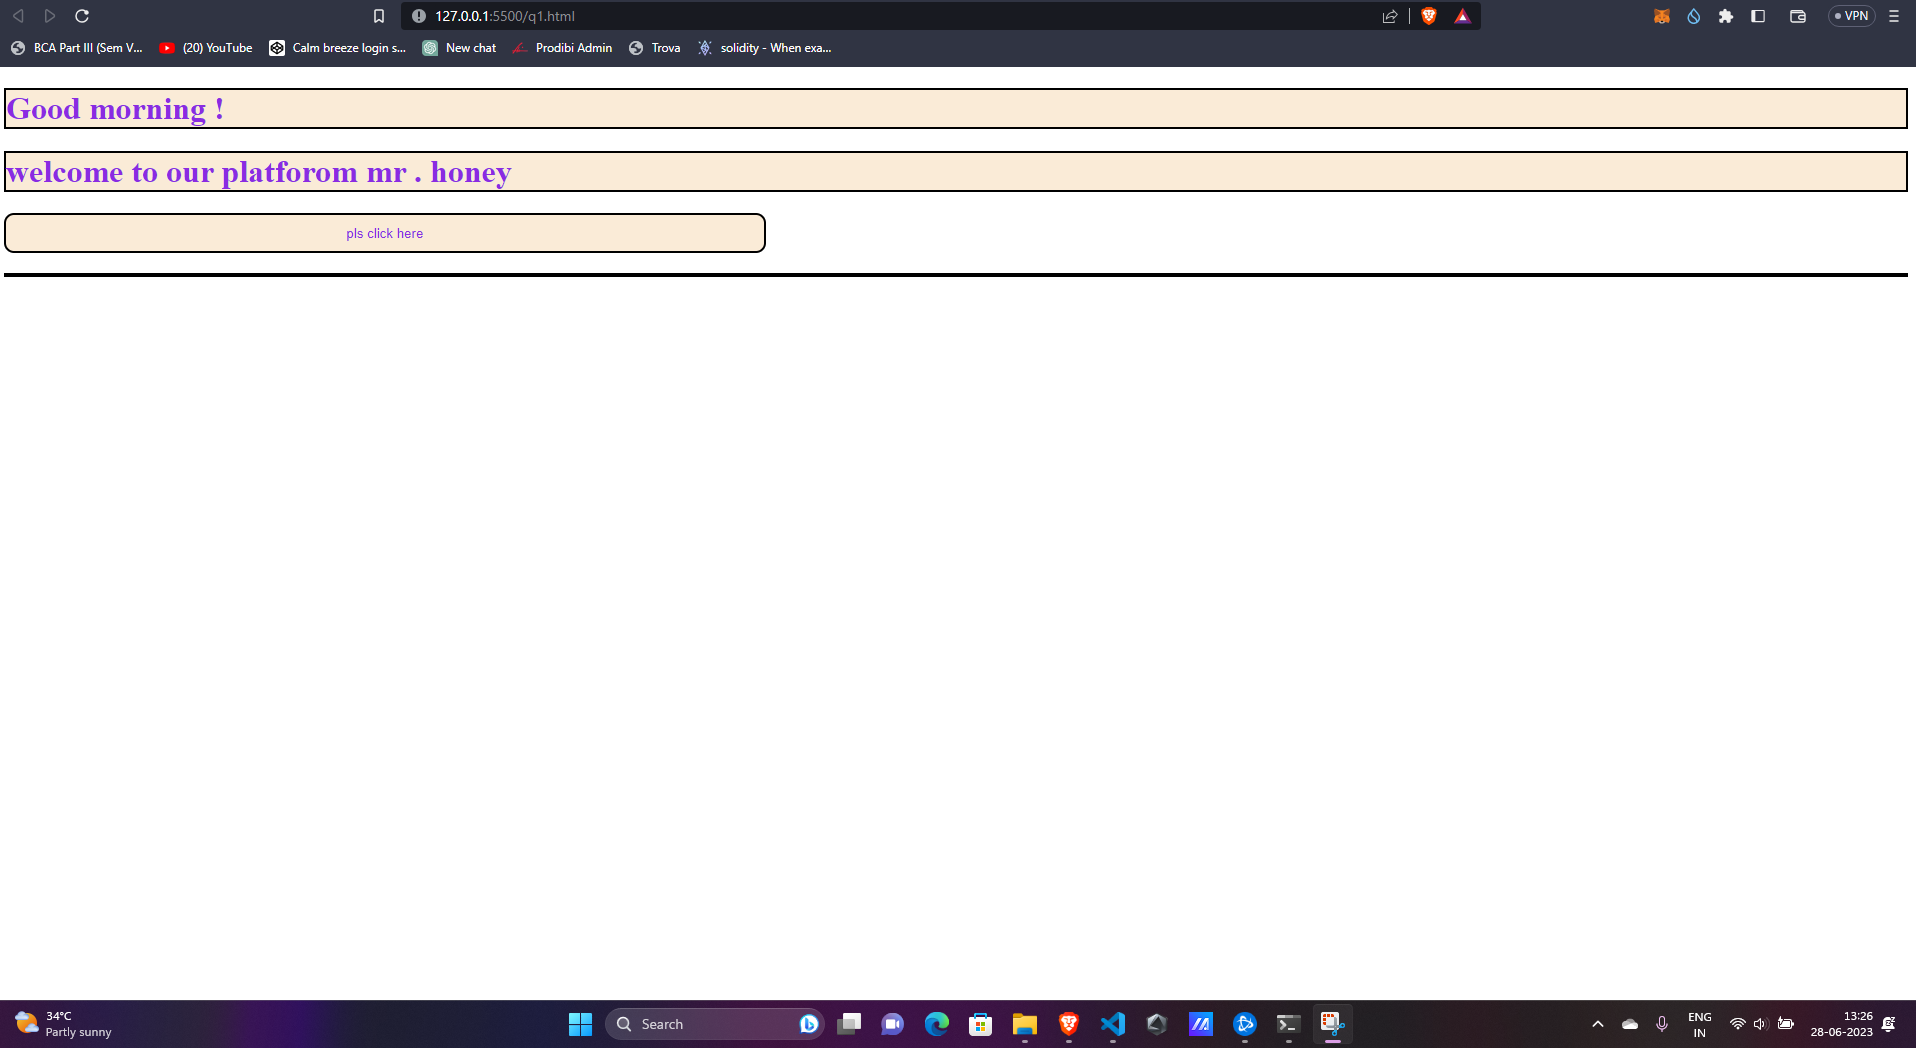 127.0.0.1:5500/q1.html
VPN
BCA Part III (Sem V...
(20) YouTube
Calm breeze login s...
New chat
Prodibi Admin
Trova
solidity - When exa...
Good morning !
welcome to our platforom mr . honey
pls click here
34°C
Partly sunny
Search
ENG
IN
13:26
28-06-2023